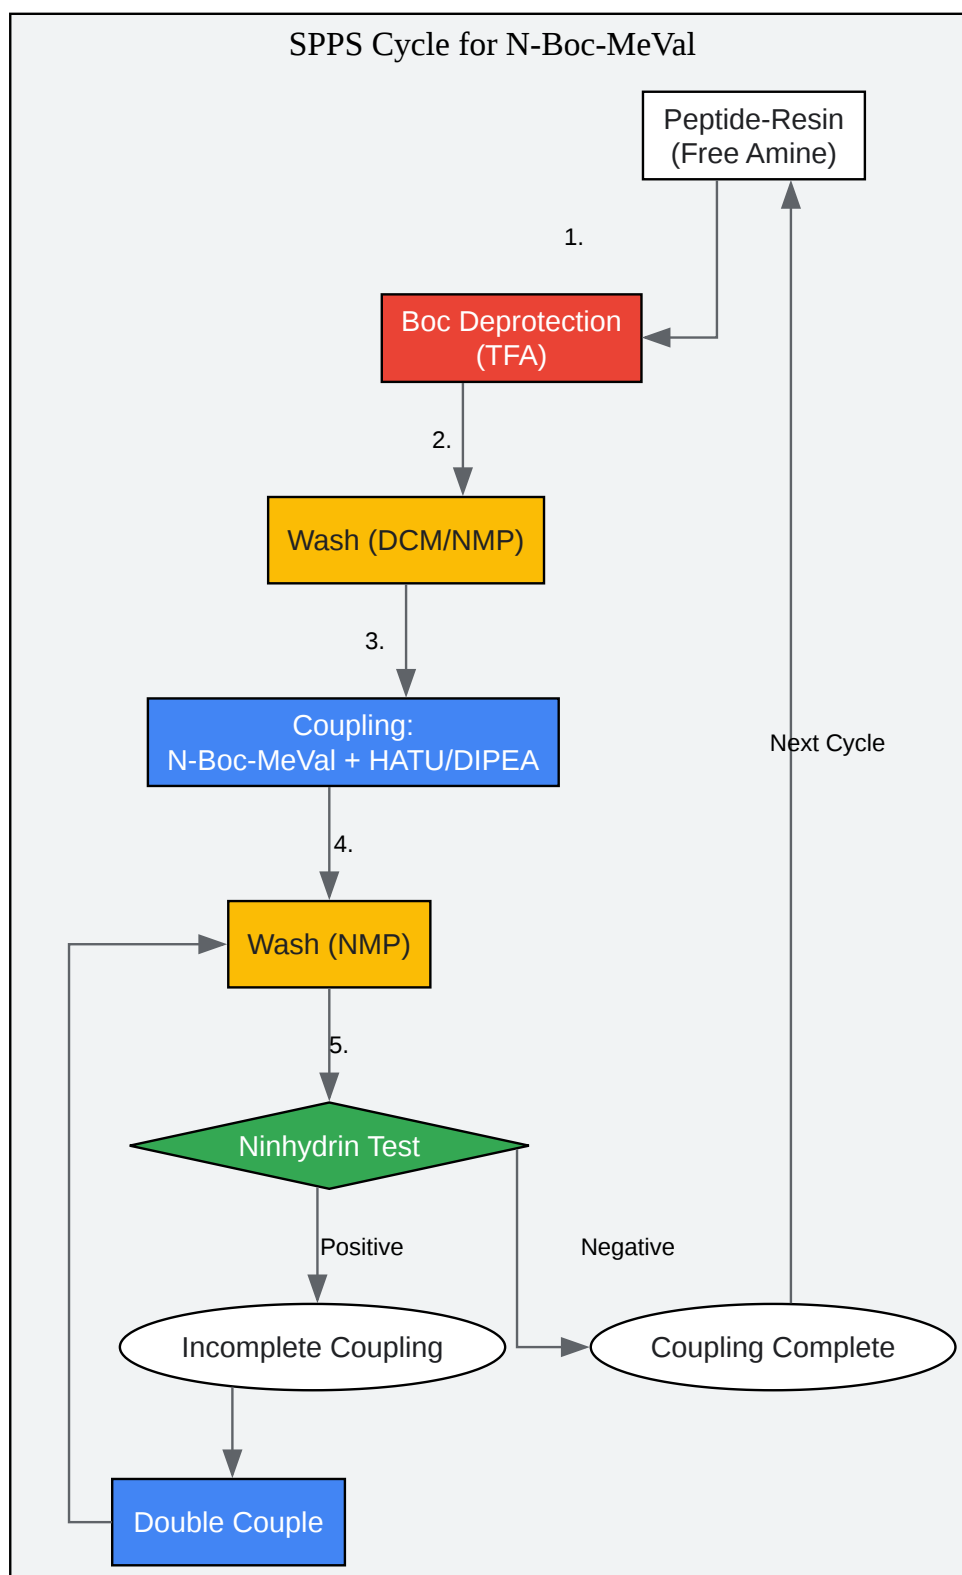 SPPS Cycle for N-Boc-MeVal
Peptide-Resin
(Free Amine)
1.
Boc Deprotection
(TFA)
2.
Wash (DCM/NMP)
3.
Coupling:
N-Boc-MeVal + HATU/DIPEA
Next Cycle
4.
Wash (NMP)
5.
Ninhydrin Test
Positive
Negative
Incomplete Coupling
Coupling Complete
Double Couple